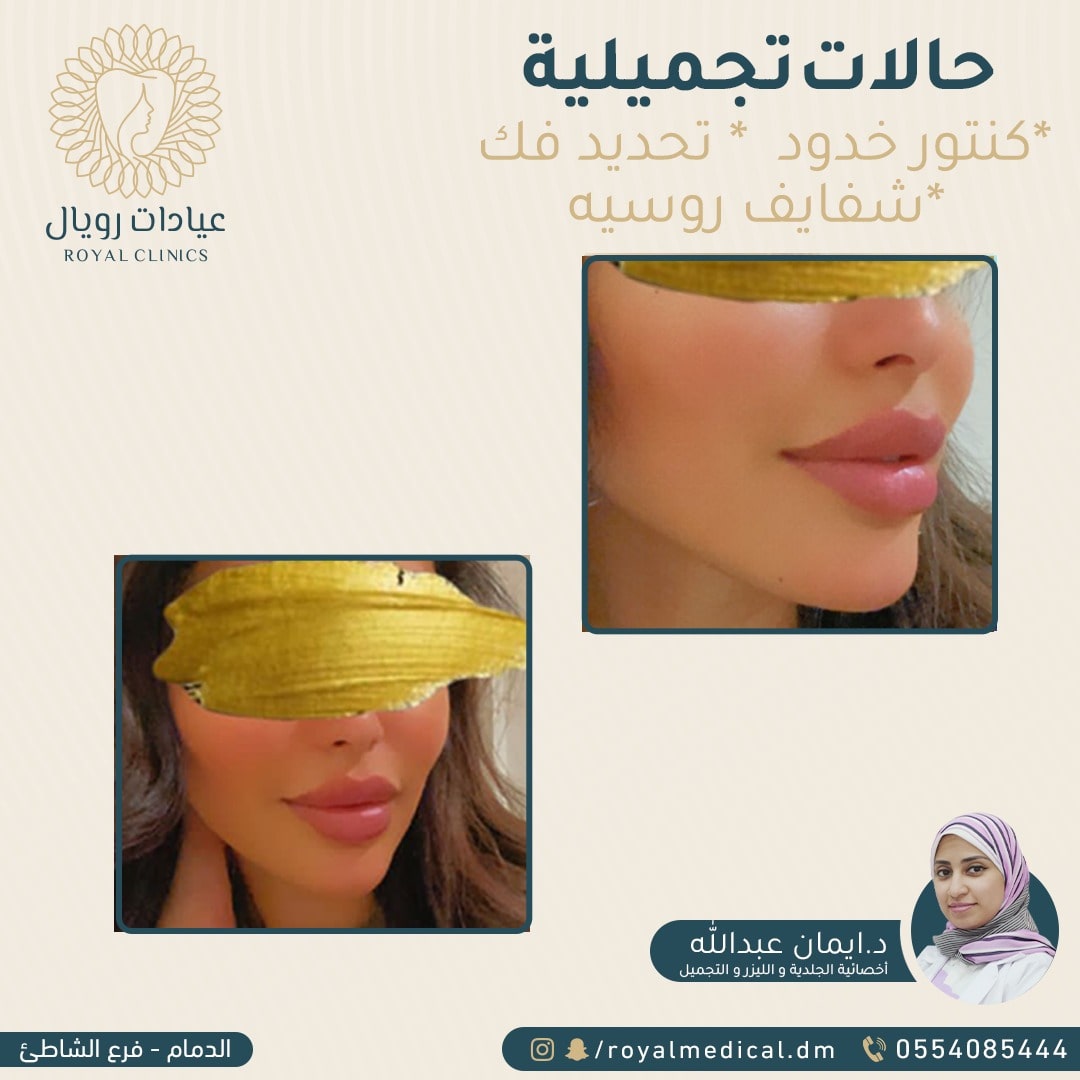 حالات تجميلية
*كنتور خدود * تحديد فك
*شفايف روسيه
عيادات رويال
ROYAL CLINICS
د.ايمان عبدالله
أخصائية الجلدية و الليزر و التجميل
الدمام - فرع الشاطئ
/royalmedical.dm 0554085444